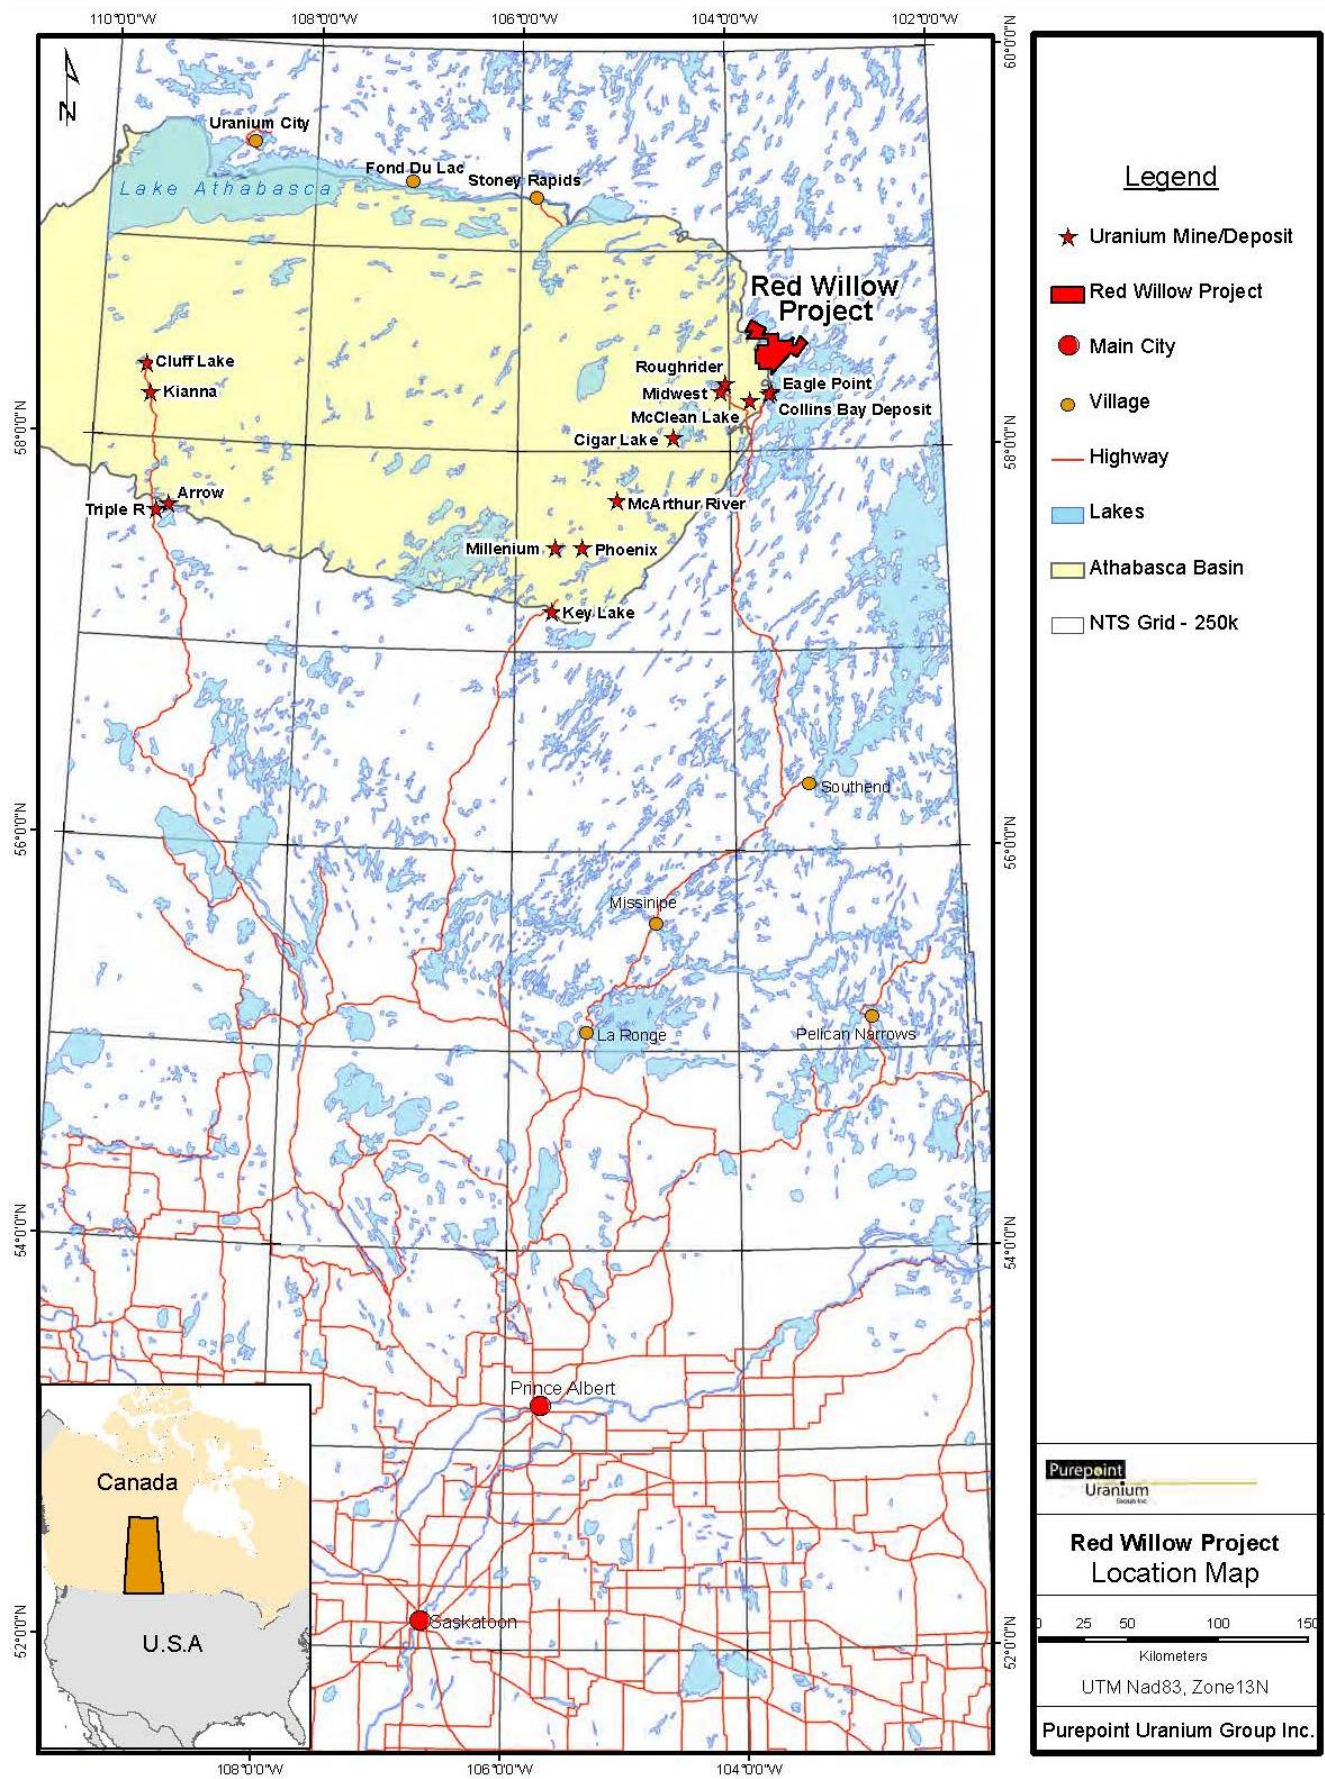 110°0'0"W
108°0'0"W
106°0'0"W
104°0'0"W
102°0'0"W
60°0'0"N
N
Uranium City
Fond Du Lac
Stoney Rapids
Lake Athabasca
Red Willow
Project
Cluff Lake
Kianna
Roughrider
Midwest
Eagle Point
McClean Lake
Collins Bay Deposit
Cigar Lake
58°0'0"N
58°0'0"N
Arrow
Triple R
McArthur River
Millenium
Phoenix
Key Lake
Southend
56°0'0"N
56°0'0"N
Missinipe
La Ronge
Pelican Narrows
54°0'0"N
54°0'0"N
Prince Albert
Canada
U.S.A
Saskatoon
52°0'0"N
52°0'0"N
108°0'0"W
106°0'0"W
104°0'0"W
Legend
Uranium Mine/Deposit
Red Willow Project
Main City
Village
Highway
Lakes
Athabasca Basin
NTS Grid - 250k
Purepoint
Uranium
Group Inc.
Red Willow Project
Location Map
0 25 50 100 150
Kilometers
UTM Nad83, Zone13N
Purepoint Uranium Group Inc.